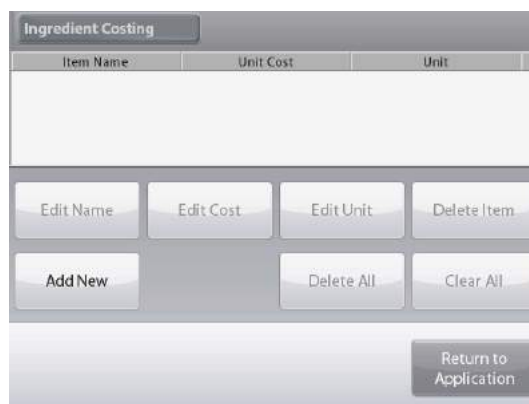 Ingredient Costing
Item Name Unit Cost Unit
Edit Name Edit Cost Edit Unit Delete Item
Add New Delete All Clear All
Return to
Application